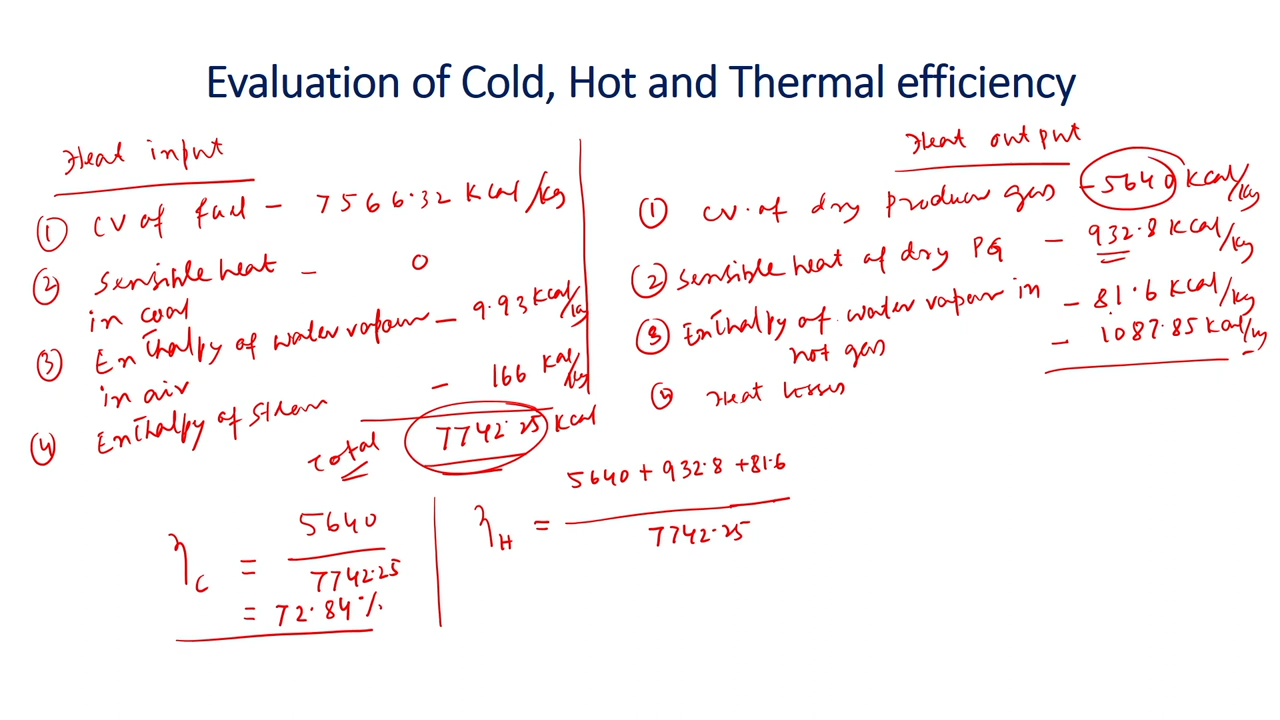 Evaluation of Cold, Hot and Thermal efficiency
Heat input
① CV of fuel - 7566.32 Kcal/kg
② Sensible heat - 0
in coal
③ Enthalpy of water vapour - 9.93 Kcal/kg
in air
④ Enthalpy of Steam - 166 Kcal/kg
Total 7742.25 Kcal
Heat output
① CV. of dry producer gas - 5640 Kcal/kg
② Sensible heat of dry PG - 932.8 Kcal/kg
③ Enthalpy of water vapour in - 81.6 Kcal/kg
hot gas
④ Heat losses - 1087.85 Kcal/kg
η_C = 5640 / 7742.25
= 72.84 %
η_H = 5640 + 932.8 + 81.6 / 7742.25